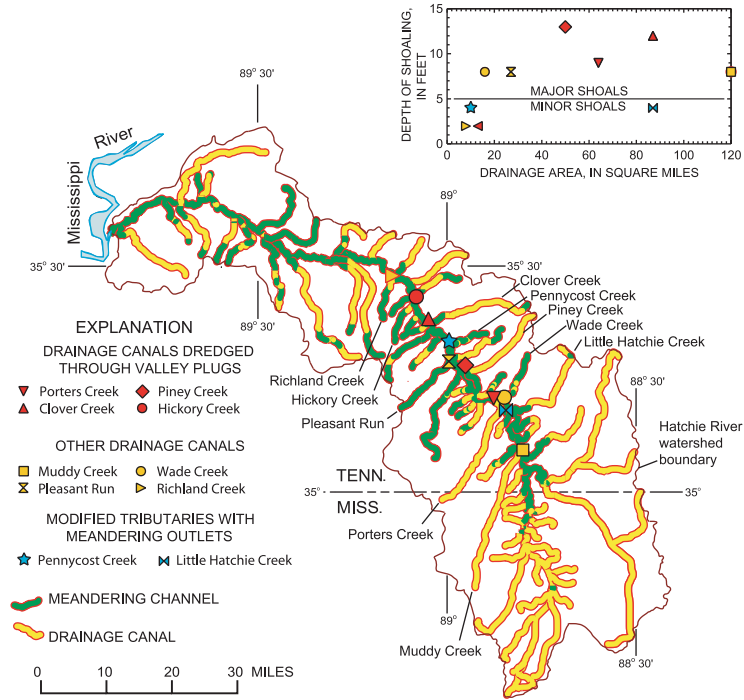 DEPTH OF SHOALING,
IN FEET
15
10
5
0
MAJOR SHOALS
MINOR SHOALS
0 20 40 60 80 100 120
DRAINAGE AREA, IN SQUARE MILES
89° 30'
River
Mississippi
35° 30'
89° 30'
89°
35° 30'
Clover Creek
Pennycost Creek
Piney Creek
Wade Creek
Little Hatchie Creek
88° 30'
Hatchie River
watershed
boundary
Richland Creek
Hickory Creek
Pleasant Run
TENN.
35°
35°
MISS.
Porters Creek
Muddy Creek
89°
88° 30'
EXPLANATION
DRAINAGE CANALS DREDGED
THROUGH VALLEY PLUGS
Porters Creek Piney Creek
Clover Creek Hickory Creek
OTHER DRAINAGE CANALS
Muddy Creek Wade Creek
Pleasant Run Richland Creek
MODIFIED TRIBUTARIES WITH
MEANDERING OUTLETS
Pennycost Creek Little Hatchie Creek
MEANDERING CHANNEL
DRAINAGE CANAL
0 10 20 30 MILES